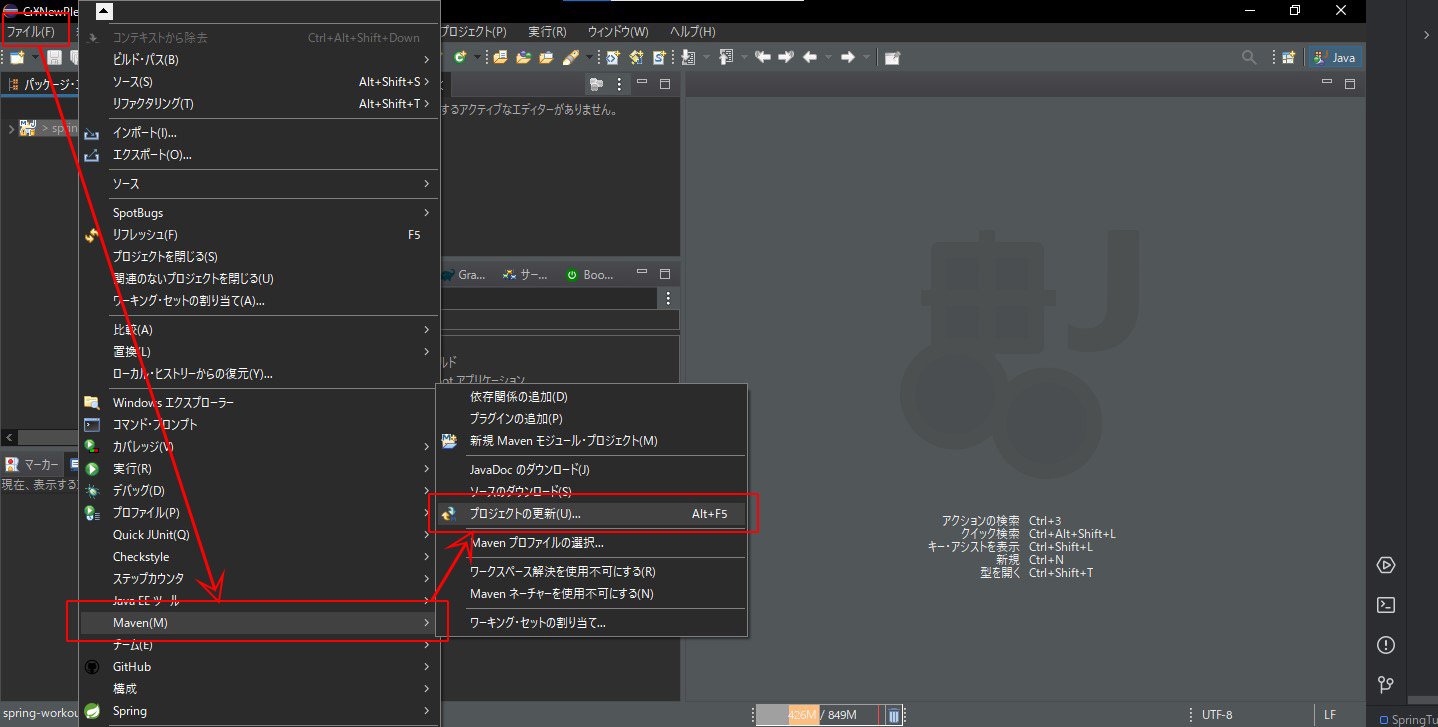 C:¥NewPle
ファイル(F)
プロジェクト(P) 実行(R) ウィンドウ(W) ヘルプ(H)
Java
パッケージ・エ
spring
マーカー
現在、表示する
spring-workou
コンテキストから除去 Ctrl+Alt+Shift+Down
ビルド・パス(B)
ソース(S) Alt+Shift+S
リファクタリング(T) Alt+Shift+T
インポート(I)...
エクスポート(O)...
ソース
SpotBugs
リフレッシュ(F) F5
プロジェクトを閉じる(S)
関連のないプロジェクトを閉じる(U)
ワーキング・セットの割り当て(A)...
比較(A)
置換(L)
ローカル・ヒストリーからの復元(Y)...
Windows エクスプローラー
コマンド・プロンプト
カバレッジ(V)
実行(R)
デバッグ(D)
プロファイル(P)
Quick JUnit(Q)
Checkstyle
ステップカウンタ
Java EE ツール
Maven(M)
チーム(E)
GitHub
構成
Spring
するアクティブなエディターがありません。
Gra... サー... Boo...
ルド
ot アプリケーション
依存関係の追加(D)
プラグインの追加(P)
新規 Maven モジュール・プロジェクト(M)
JavaDoc のダウンロード(J)
ソースのダウンロード(S)
プロジェクトの更新(U)... Alt+F5
Maven プロファイルの選択...
ワークスペース解決を使用不可にする(R)
Maven ネーチャーを使用不可にする(N)
ワーキング・セットの割り当て...
J
アクションの検索 Ctrl+3
クイック検索 Ctrl+Alt+Shift+L
キー・アシストを表示 Ctrl+Shift+L
新規 Ctrl+N
型を開く Ctrl+Shift+T
426M / 849M
UTF-8
LF
SpringTu